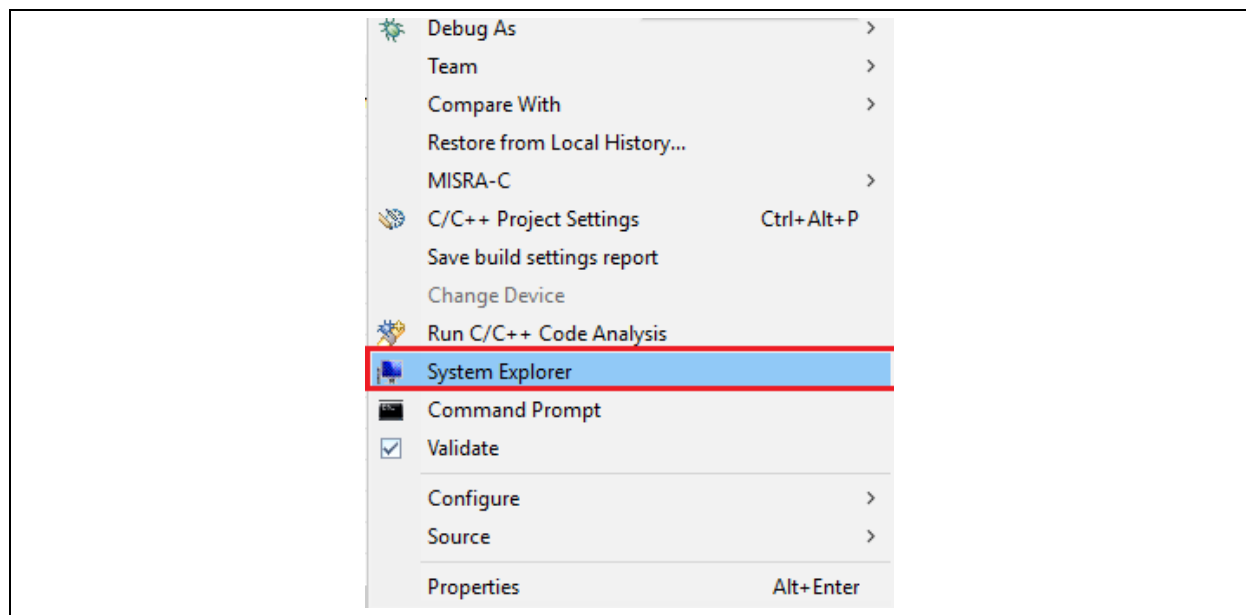 Debug As
Team
Compare With
Restore from Local History...
MISRA-C
C/C++ Project Settings Ctrl+Alt+P
Save build settings report
Change Device
Run C/C++ Code Analysis
System Explorer
Command Prompt
Validate
Configure
Source
Properties Alt+Enter